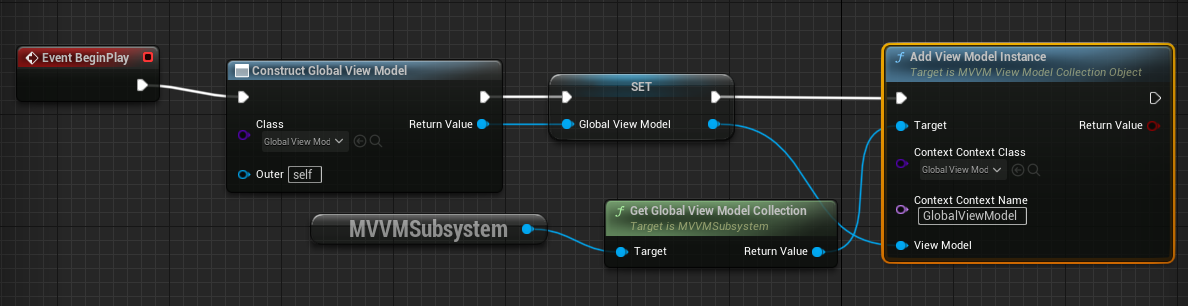 Event BeginPlay
Construct Global View Model
Class
Global View Mod
Return Value
Outer
self
SET
Global View Model
MVVMSubsystem
Get Global View Model Collection
Target is MVVMSubsystem
Target
Return Value
Add View Model Instance
Target is MVVM View Model Collection Object
Target
Return Value
Context Context Class
Global View Mod
Context Context Name
GlobalViewModel
View Model